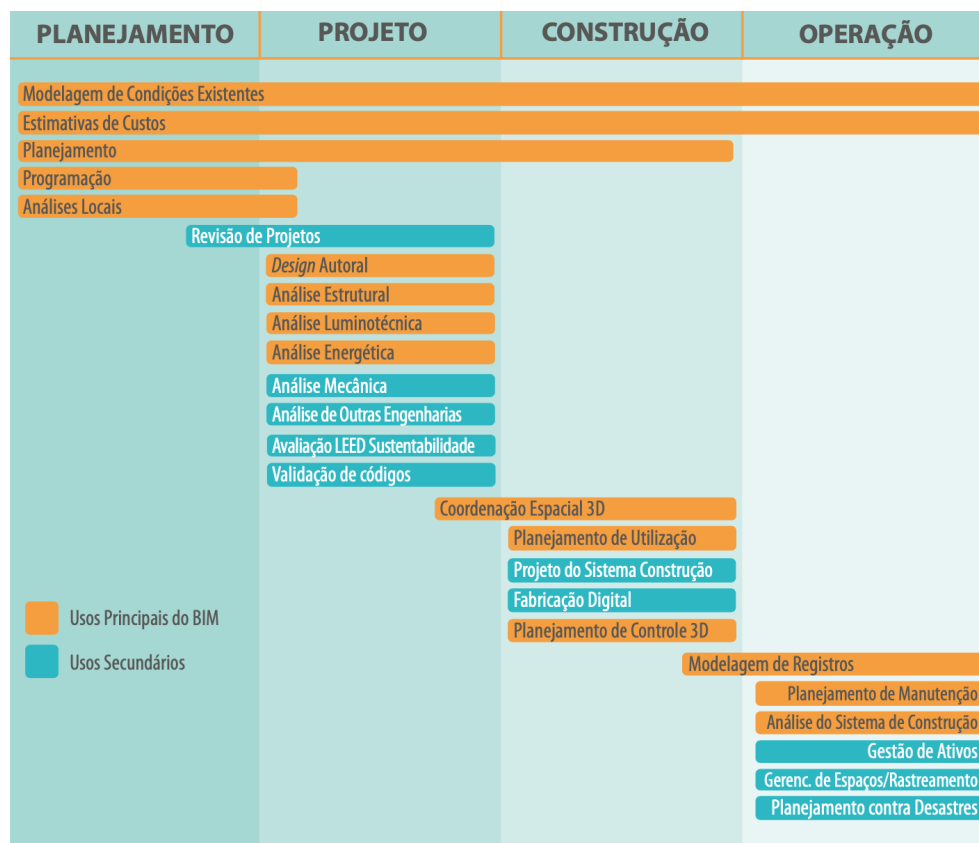 PLANEJAMENTO PROJETO CONSTRUÇÃO OPERAÇÃO
Modelagem de Condições Existentes
Estimativas de Custos
Planejamento
Programação
Análises Locais
Revisão de Projetos
Design Autoral
Análise Estrutural
Análise Luminotécnica
Análise Energética
Análise Mecânica
Análise de Outras Engenharias
Avaliação LEED Sustentabilidade
Validação de códigos
Coordenação Espacial 3D
Planejamento de Utilização
Projeto do Sistema Construção
Fabricação Digital
Planejamento de Controle 3D
Usos Principais do BIM
Usos Secundários
Modelagem de Registros
Planejamento de Manutenção
Análise do Sistema de Construção
Gestão de Ativos
Gerenc. de Espaços/Rastreamento
Planejamento contra Desastres